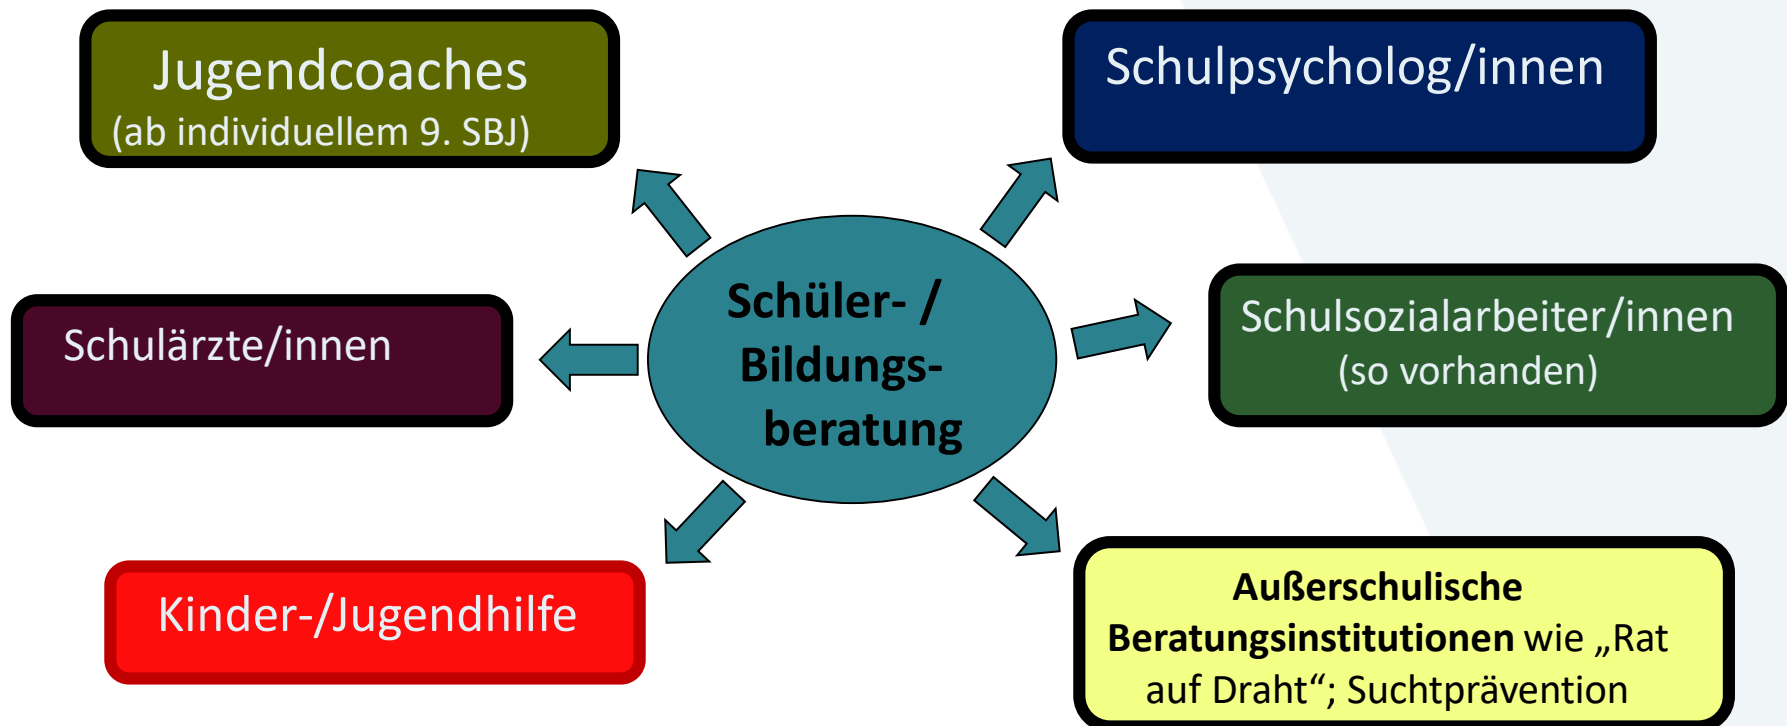 Jugendcoaches
(ab individuellem 9. SBJ)
Schulpsycholog/innen
Schulärzte/innen
Schüler- /
Bildungs-
beratung
Schulsozialarbeiter/innen
(so vorhanden)
Kinder-/Jugendhilfe
Außerschulische
Beratungsinstitutionen wie „Rat
auf Draht“; Suchtprävention